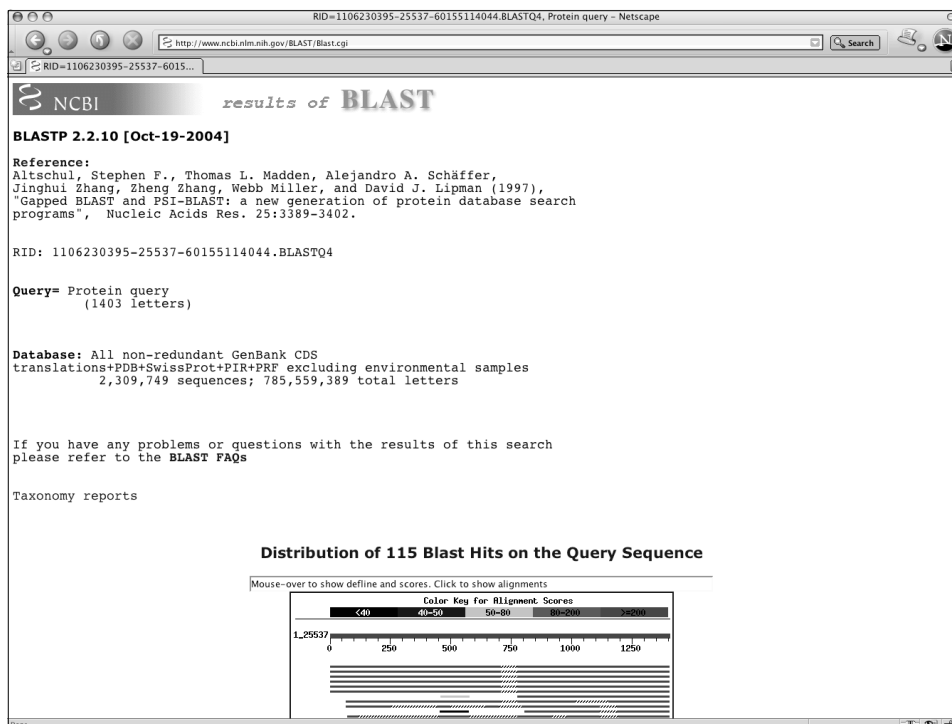 RID=1106230395-25537-60155114044.BLASTQ4, Protein query - Netscape
http://www.ncbi.nlm.nih.gov/BLAST/Blast.cgi
Search
N
RID=1106230395-25537-6015...
NCBI
results of BLAST
BLASTP 2.2.10 [Oct-19-2004]
Reference:
Altschul, Stephen F., Thomas L. Madden, Alejandro A. Schäffer,
Jinghui Zhang, Zheng Zhang, Webb Miller, and David J. Lipman (1997),
"Gapped BLAST and PSI-BLAST: a new generation of protein database search
programs", Nucleic Acids Res. 25:3389-3402.
RID: 1106230395-25537-60155114044.BLASTQ4
Query= Protein query
(1403 letters)
Database: All non-redundant GenBank CDS
translations+PDB+SwissProt+PIR+PRF excluding environmental samples
2,309,749 sequences; 785,559,389 total letters
If you have any problems or questions with the results of this search
please refer to the BLAST FAQs
Taxonomy reports
Distribution of 115 Blast Hits on the Query Sequence
Mouse-over to show defline and scores. Click to show alignments
Color Key for Alignment Scores
<40 40-50 50-80 80-200 >=200
1_25537
0 250 500 750 1000 1250